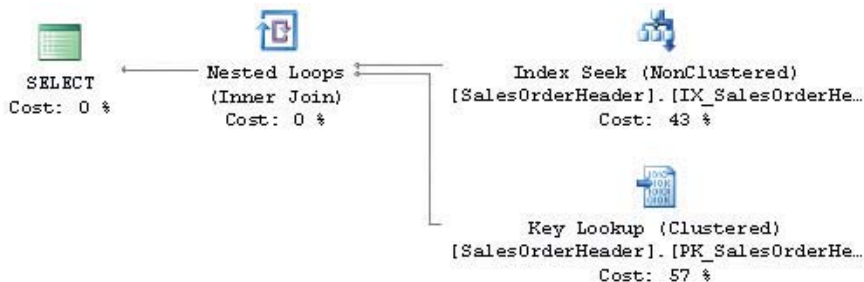 SELECT
Cost: 0 %
Nested Loops
(Inner Join)
Cost: 0 %
Index Seek (NonClustered)
[SalesOrderHeader].[IX_SalesOrderHe…
Cost: 43 %
Key Lookup (Clustered)
[SalesOrderHeader].[PK_SalesOrderHe…
Cost: 57 %